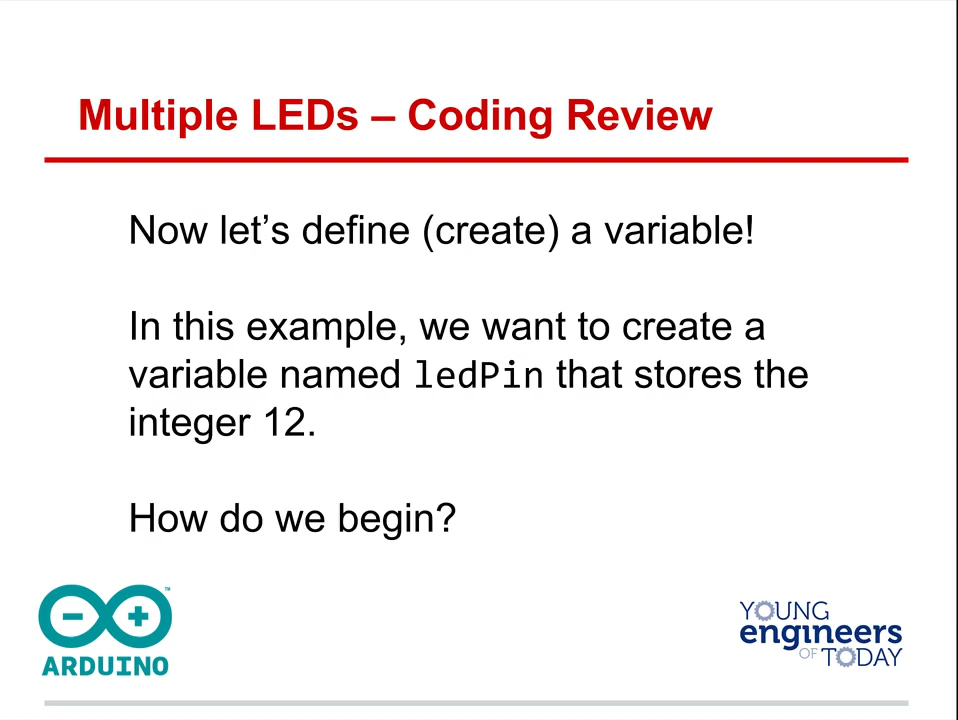 Multiple LEDs – Coding Review
Now let’s define (create) a variable!
In this example, we want to create a
variable named ledPin that stores the
integer 12.
How do we begin?
ARDUINO
TM
YOUNG
engineers
OF TODAY